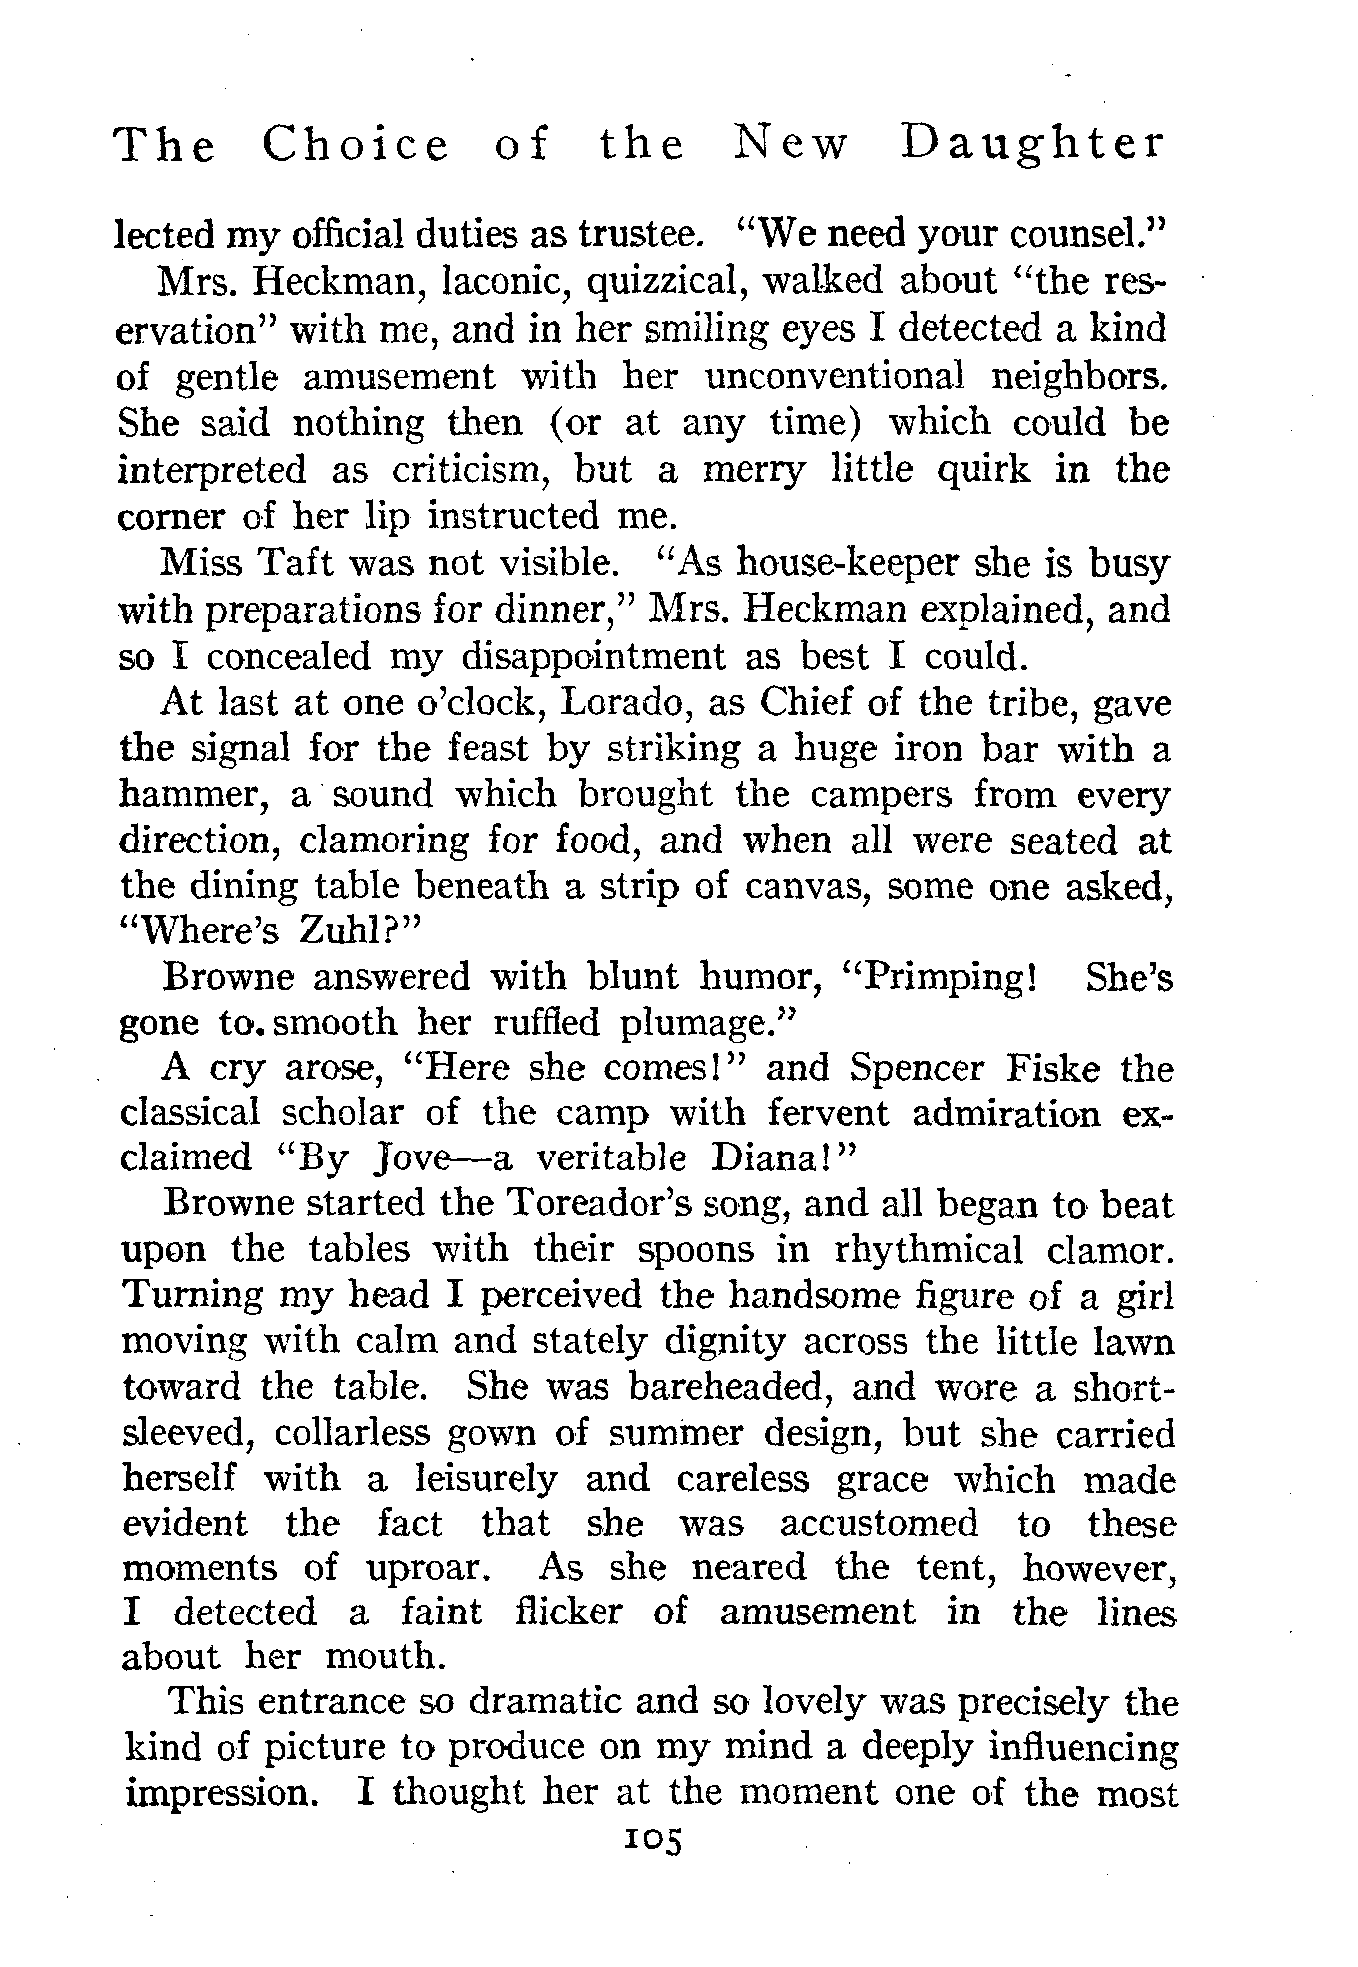 The Choice of the New Daughter
lected my official duties as trustee. “We need your counsel.”
Mrs. Heckman, laconic, quizzical, walked about “the res-
ervation” with me, and in her smiling eyes I detected a kind
of gentle amusement with her unconventional neighbors.
She said nothing then (or at any time) which could be
interpreted as criticism, but a merry little quirk in the
corner of her lip instructed me.
Miss Taft was not visible. “As house-keeper she is busy
with preparations for dinner,” Mrs. Heckman explained, and
so I concealed my disappointment as best I could.
At last at one o’clock, Lorado, as Chief of the tribe, gave
the signal for the feast by striking a huge iron bar with a
hammer, a sound which brought the campers from every
direction, clamoring for food, and when all were seated at
the dining table beneath a strip of canvas, some one asked,
“Where’s Zuhl?”
Browne answered with blunt humor, “Primping! She’s
gone to. smooth her ruffled plumage.”
A cry arose, “Here she comes!” and Spencer Fiske the
classical scholar of the camp with fervent admiration ex-
claimed “By Jove—a veritable Diana!”
Browne started the Toreador’s song, and all began to beat
upon the tables with their spoons in rhythmical clamor.
Turning my head I perceived the handsome figure of a girl
moving with calm and stately dignity across the little lawn
toward the table. She was bareheaded, and wore a short-
sleeved, collarless gown of summer design, but she carried
herself with a leisurely and careless grace which made
evident the fact that she was accustomed to these
moments of uproar. As she neared the tent, however,
I detected a faint flicker of amusement in the lines
about her mouth.
This entrance so dramatic and so lovely was precisely the
kind of picture to produce on my mind a deeply influencing
impression. I thought her at the moment one of the most
105